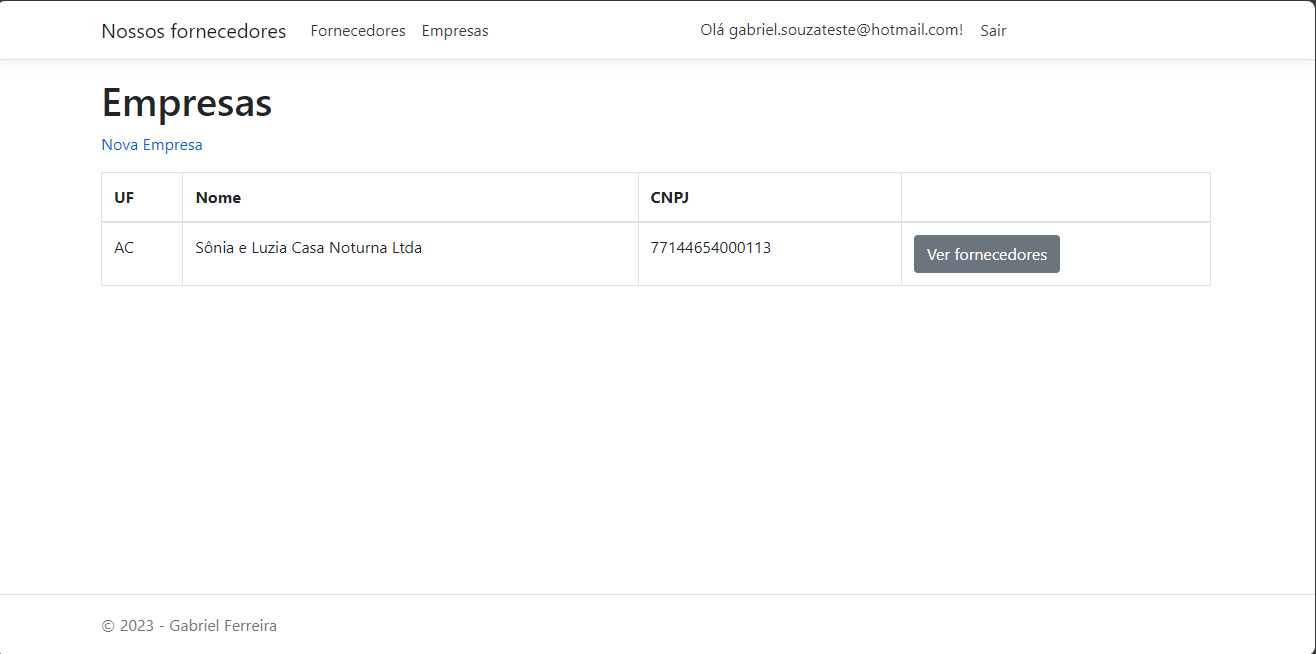 Nossos fornecedores Fornecedores Empresas Olá gabriel.souzateste@hotmail.com! Sair
Empresas
Nova Empresa
UF Nome CNPJ
AC Sônia e Luzia Casa Noturna Ltda 77144654000113 Ver fornecedores
© 2023 - Gabriel Ferreira